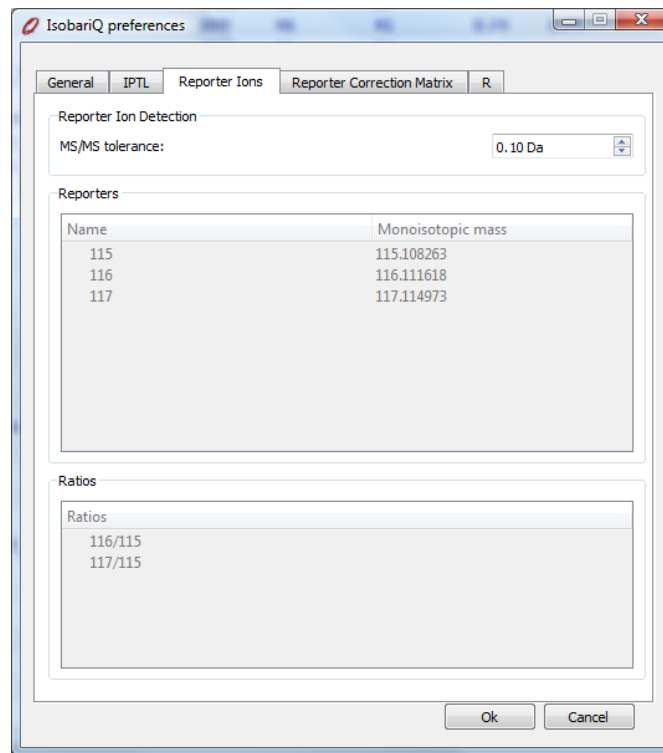 IsobariQ preferences
General IPTL Reporter Ions Reporter Correction Matrix R
Reporter Ion Detection
MS/MS tolerance: 0.10 Da
Reporters
Name Monoisotopic mass
115 115.108263
116 116.111618
117 117.114973
Ratios
Ratios
116/115
117/115
Ok Cancel